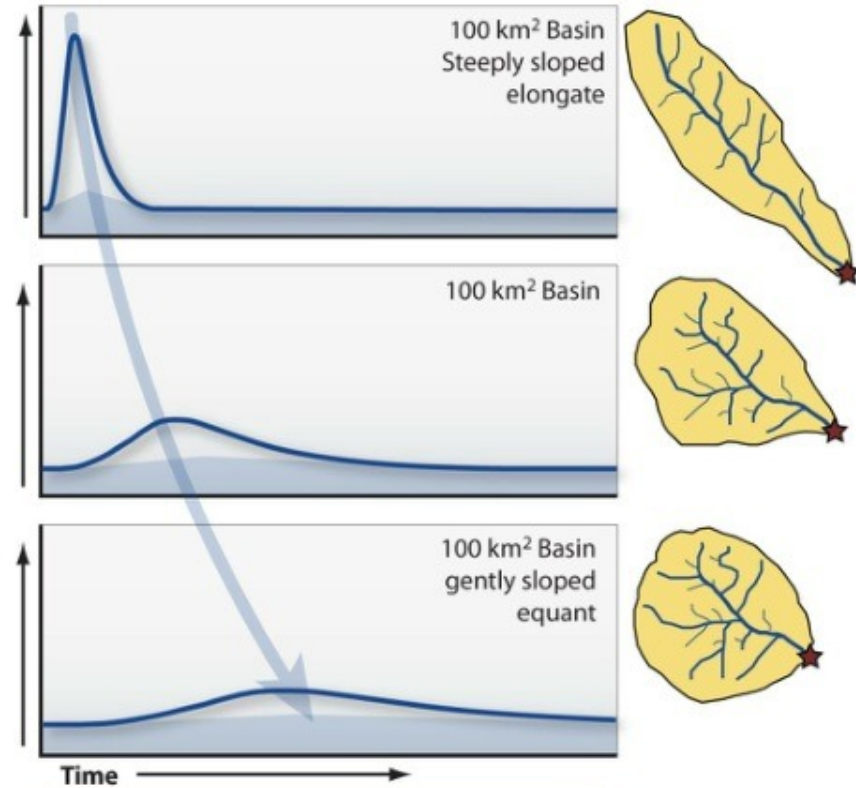 100 km² Basin
Steeply sloped
elongate
100 km² Basin
100 km² Basin
gently sloped
equant
Time